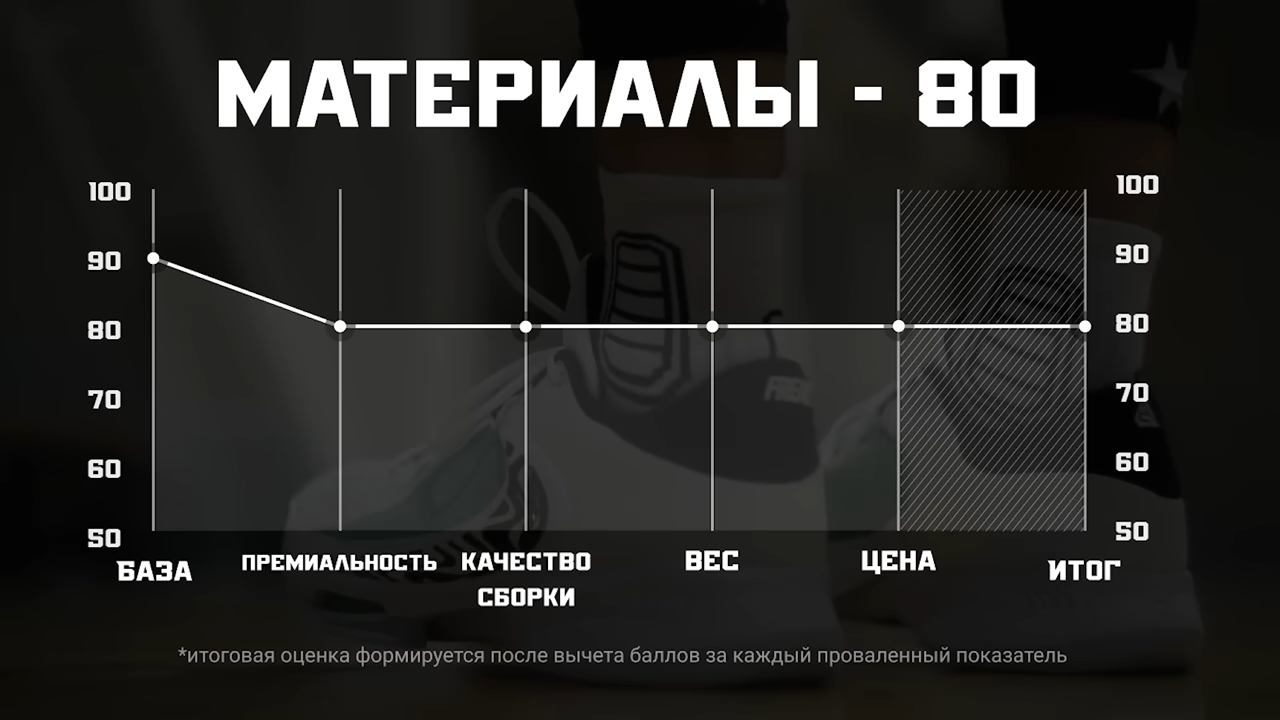 МАТЕРИАЛЫ - 80
100
90
80
70
60
50
100
90
80
70
60
50
БАЗА
ПРЕМИАЛЬНОСТЬ
КАЧЕСТВО
СБОРКИ
ВЕС
ЦЕНА
ИТОГ
*итоговая оценка формируется после вычета баллов за каждый проваленный показатель